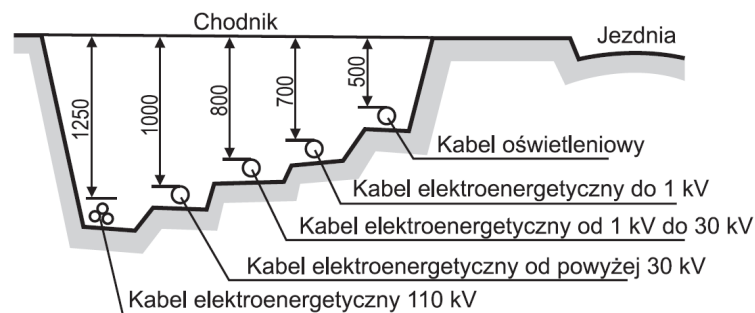 Chodnik
Jezdnia
1250
1000
800
700
500
Kabel oświetleniowy
Kabel elektroenergetyczny do 1 kV
Kabel elektroenergetyczny od 1 kV do 30 kV
Kabel elektroenergetyczny od powyżej 30 kV
Kabel elektroenergetyczny 110 kV